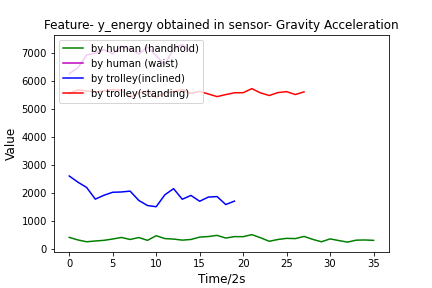 Feature- y_energy obtained in sensor- Gravity Acceleration
7000
6000
5000
4000
3000
2000
1000
0
Value
by human (handhold)
by human (waist)
by trolley(inclined)
by trolley(standing)
0 5 10 15 20 25 30 35
Time/2s